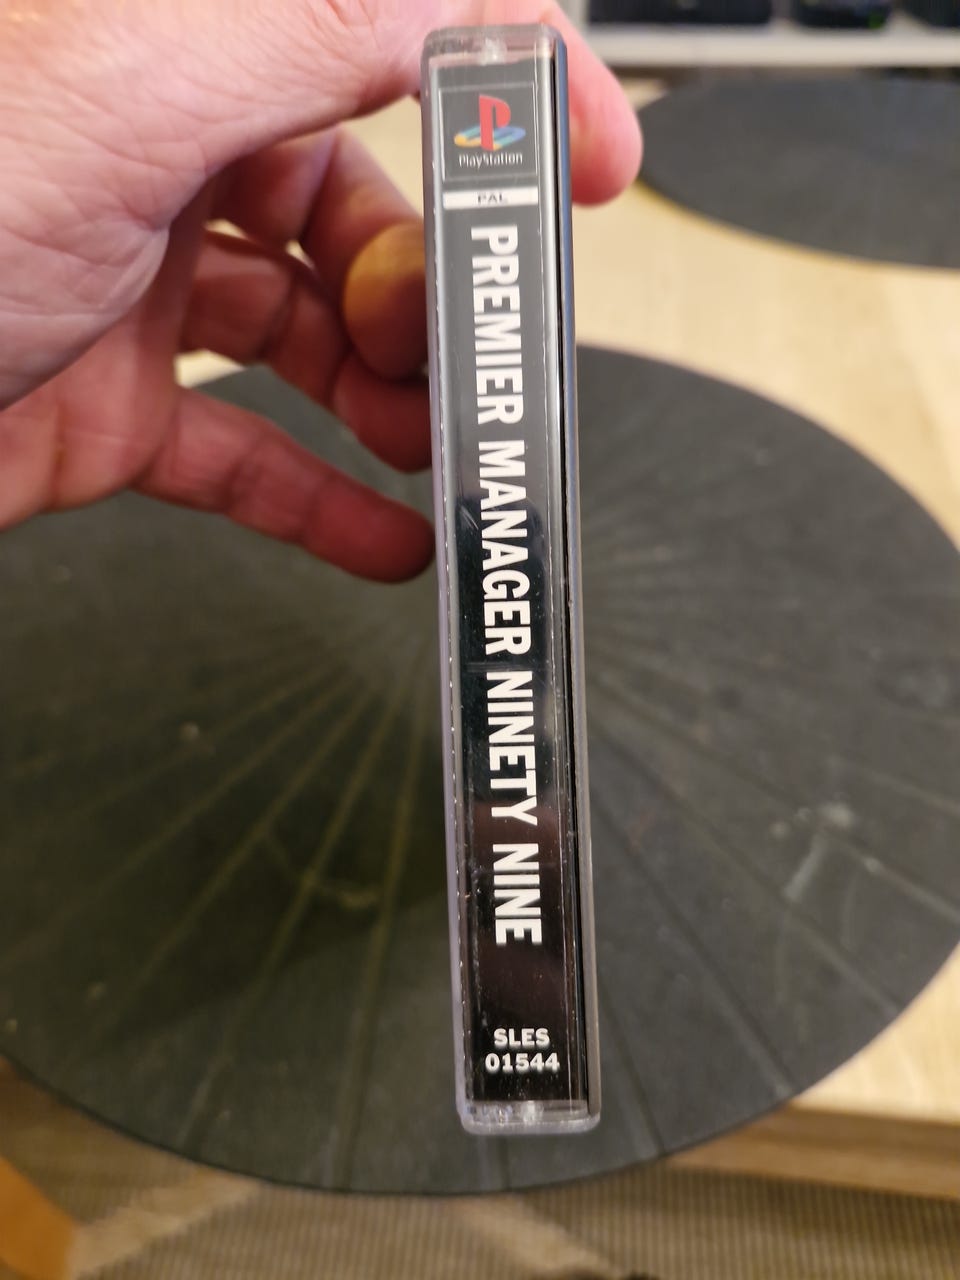 PlayStation
PAL
PREMIER MANAGER NINETY NINE
SLES
01544